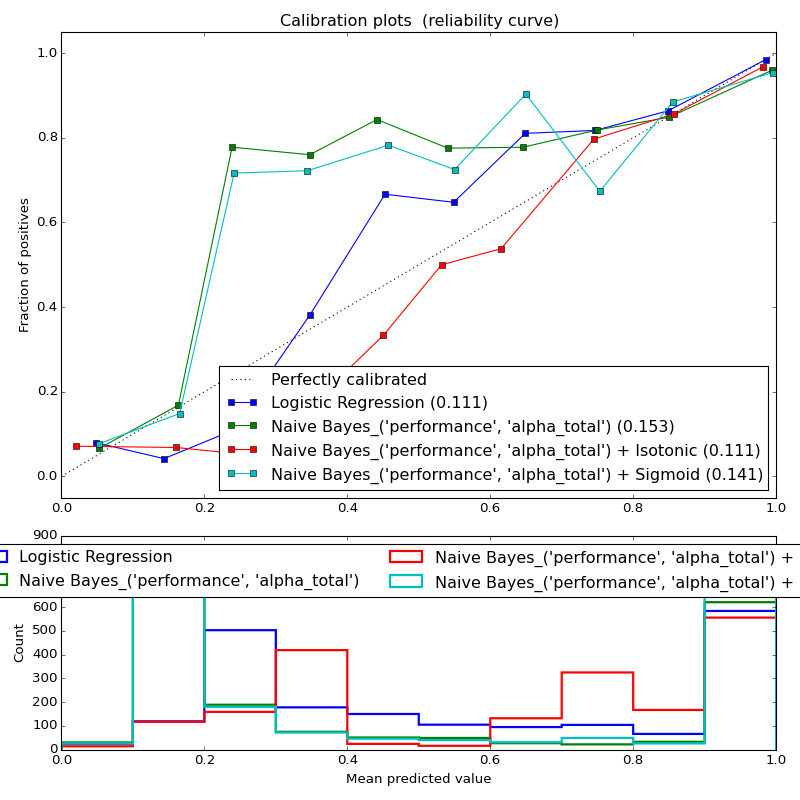 Calibration plots  (reliability curve)
1.0
0.8
0.6
0.4
0.2
0.0
Fraction of positives
Perfectly calibrated
Logistic Regression (0.111)
Naive Bayes_('performance', 'alpha_total') (0.153)
Naive Bayes_('performance', 'alpha_total') + Isotonic (0.111)
Naive Bayes_('performance', 'alpha_total') + Sigmoid (0.141)
0.0 0.2 0.4 0.6 0.8 1.0
900
Logistic Regression
Naive Bayes_('performance', 'alpha_total')
Naive Bayes_('performance', 'alpha_total') +
Naive Bayes_('performance', 'alpha_total') +
600
500
400
300
200
100
0
Count
0.0 0.2 0.4 0.6 0.8 1.0
Mean predicted value